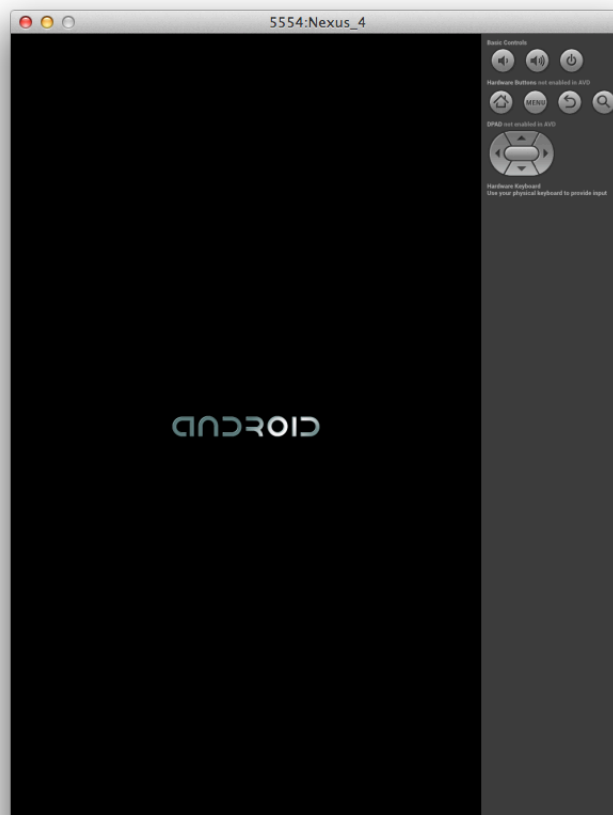 5554:Nexus_4
Basic Controls
Hardware Buttons not enabled in AVD
MENU
DPAD not enabled in AVD
Hardware Keyboard
Use your physical keyboard to provide input
ANDROID